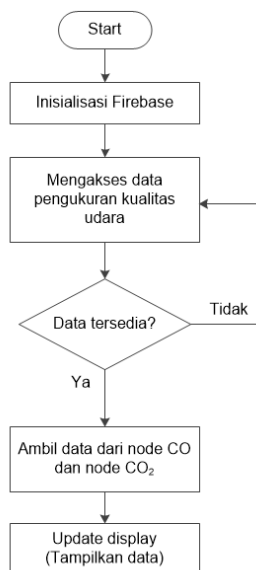 Start
Inisialisasi Firebase
Mengakses data
pengukuran kualitas
udara
Data tersedia?
Tidak
Ya
Ambil data dari node CO
dan node CO₂
Update display
(Tampilkan data)